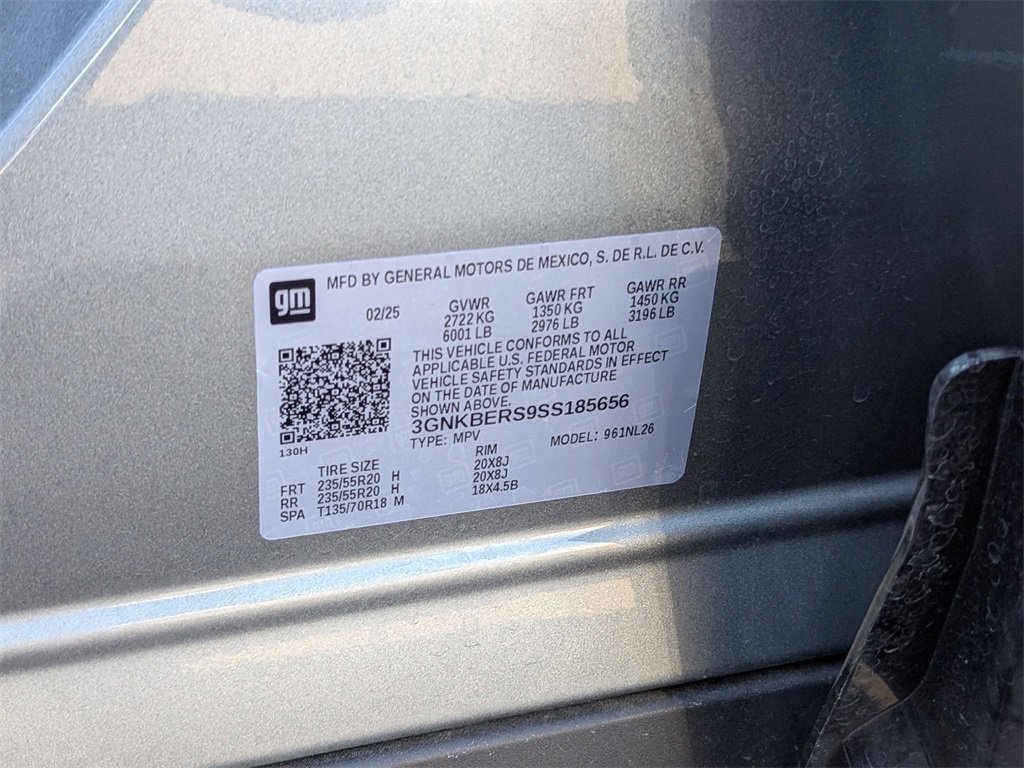 MFD BY GENERAL MOTORS DE MEXICO, S. DE R.L. DE C.V.
gm
02/25 GVWR GAWR FRT GAWR RR
2722 KG 1350 KG 1450 KG
6001 LB 2976 LB 3196 LB
THIS VEHICLE CONFORMS TO ALL
APPLICABLE U.S. FEDERAL MOTOR
VEHICLE SAFETY STANDARDS IN EFFECT
ON THE DATE OF MANUFACTURE
SHOWN ABOVE.
3GNKBERS9SS185656
130H
TYPE: MPV MODEL: 961NL26
TIRE SIZE RIM
FRT 235/55R20 H 20X8J
RR 235/55R20 H 20X8J
SPA T135/70R18 M 18X4.5B